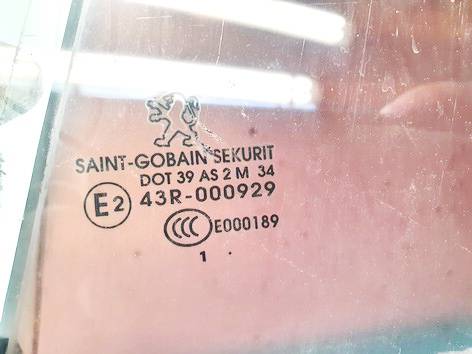 SAINT-GOBAIN SEKURIT
DOT 39 AS 2 M 34
E2 43R-000929
CCC E000189
1 .